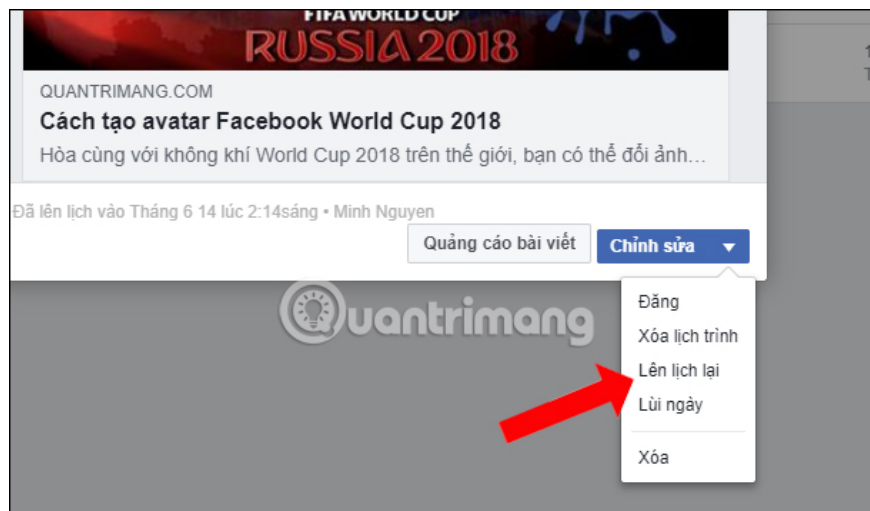 FIFA WORLD CUP
RUSSIA 2018
QUANTRIMANG.COM
Cách tạo avatar Facebook World Cup 2018
Hòa cùng với không khí World Cup 2018 trên thế giới, bạn có thể đổi ảnh...
Đã lên lịch vào Tháng 6 14 lúc 2:14sáng • Minh Nguyen
Quảng cáo bài viết
Chỉnh sửa
Đăng
Xóa lịch trình
Lên lịch lại
Lùi ngày
Xóa
Quantrimang